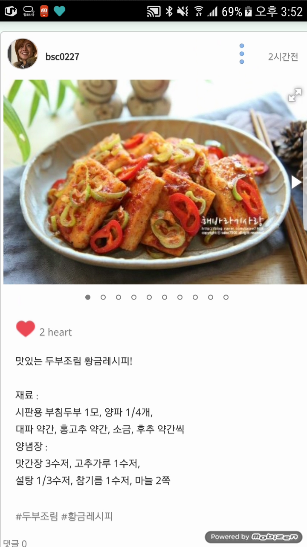 69% 오후 3:52
bsc0227
2시간전
해바라기사랑
2 heart
맛있는 두부조림 황금레시피!
재료 :
시판용 부침두부 1모, 양파 1/4개,
대파 약간, 홍고추 약간, 소금, 후추 약간씩
양념장 :
맛간장 3수저, 고추가루 1수저,
설탕 1/3수저, 참기름 1수저, 마늘 2쪽
#두부조림 #황금레시피
댓글 0
Powered by mobizen